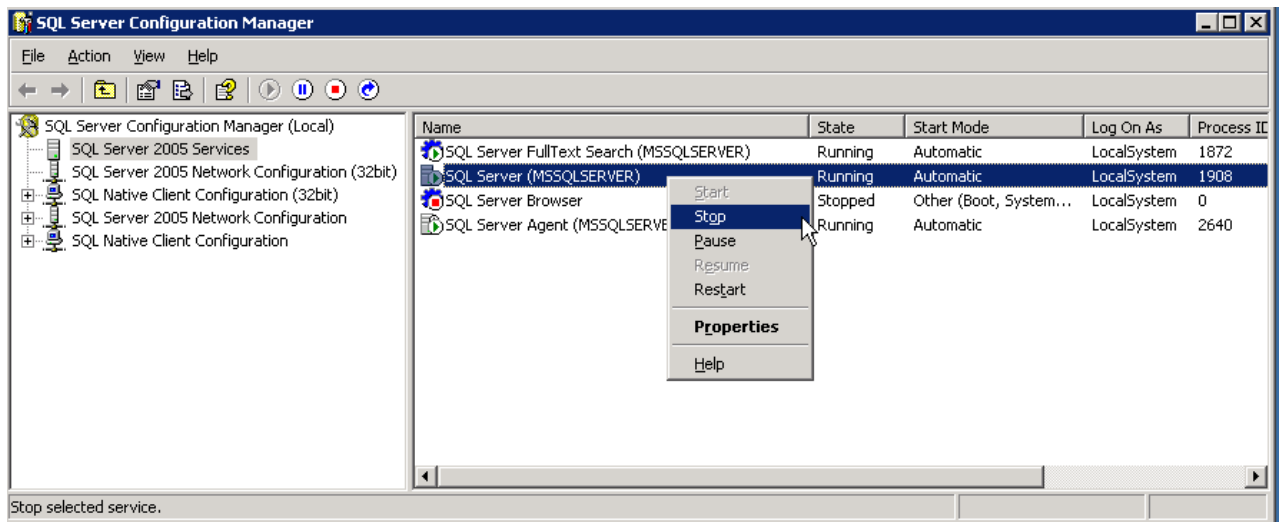 SQL Server Configuration Manager
File Action View Help
SQL Server Configuration Manager (Local)
SQL Server 2005 Services
SQL Server 2005 Network Configuration (32bit)
SQL Native Client Configuration (32bit)
SQL Server 2005 Network Configuration
SQL Native Client Configuration
Name State Start Mode Log On As Process ID
SQL Server FullText Search (MSSQLSERVER) Running Automatic LocalSystem 1872
SQL Server (MSSQLSERVER) Running Automatic LocalSystem 1908
SQL Server Browser Stopped Other (Boot, System... LocalSystem 0
SQL Server Agent (MSSQLSERVE Running Automatic LocalSystem 2640
Start
Stop
Pause
Resume
Restart
Properties
Help
Stop selected service.